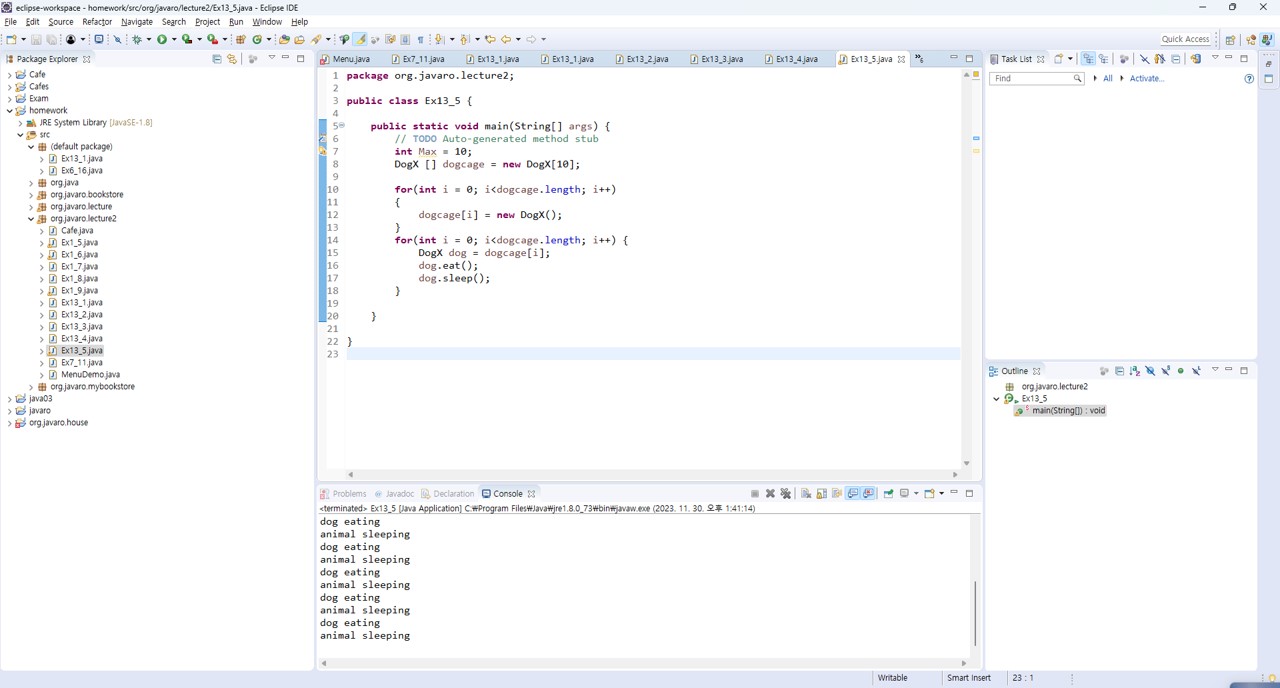 eclipse-workspace - homework/src/org/javaro/lecture2/Ex13_5.java - Eclipse IDE
File Edit Source Refactor Navigate Search Project Run Window Help
Quick Access
Package Explorer
Cafe
Cafes
Exam
homework
JRE System Library [JavaSE-1.8]
src
(default package)
Ex13_1.java
Ex6_16.java
org.java
org.javaro.bookstore
org.javaro.lecture
org.javaro.lecture2
Cafe.java
Ex1_5.java
Ex1_6.java
Ex1_7.java
Ex1_8.java
Ex1_9.java
Ex13_1.java
Ex13_2.java
Ex13_3.java
Ex13_4.java
Ex13_5.java
Ex7_11.java
MenuDemo.java
org.javaro.mybookstore
java03
javaro
org.javaro.house
Menu.java Ex7_11.java Ex13_1.java Ex13_1.java Ex13_2.java Ex13_3.java Ex13_4.java Ex13_5.java »6
1 package org.javaro.lecture2;
2
3 public class Ex13_5 {
4
5 public static void main(String[] args) {
6 // TODO Auto-generated method stub
7 int Max = 10;
8 DogX [] dogcage = new DogX[10];
9
10 for(int i = 0; i<dogcage.length; i++)
11 {
12 dogcage[i] = new DogX();
13 }
14 for(int i = 0; i<dogcage.length; i++) {
15 DogX dog = dogcage[i];
16 dog.eat();
17 dog.sleep();
18 }
19
20 }
21
22 }
23
Problems Javadoc Declaration Console
<terminated> Ex13_5 [Java Application] C:₩Program Files₩Java₩jre1.8.0_73₩bin₩javaw.exe (2023. 11. 30. 오후 1:41:14)
dog eating
animal sleeping
dog eating
animal sleeping
dog eating
animal sleeping
dog eating
animal sleeping
dog eating
animal sleeping
Task List
Find All Activate...
Outline
org.javaro.lecture2
Ex13_5
main(String[]) : void
Writable Smart Insert 23 : 1